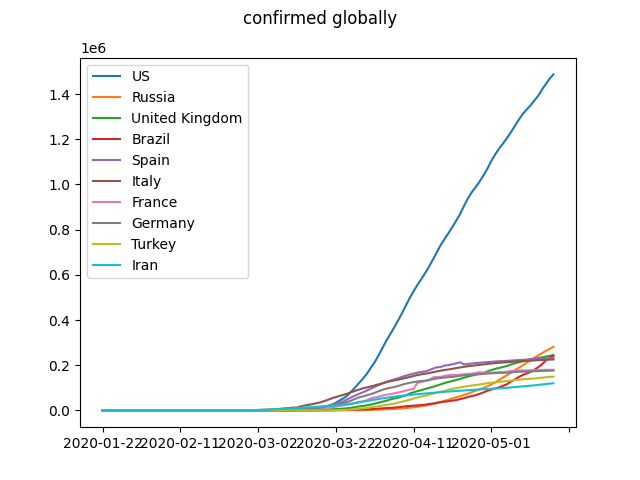 confirmed globally
1e6
1.4
1.2
1.0
0.8
0.6
0.4
0.2
0.0
US
Russia
United Kingdom
Brazil
Spain
Italy
France
Germany
Turkey
Iran
2020-01-22 2020-02-11 2020-03-02 2020-03-22 2020-04-11 2020-05-01